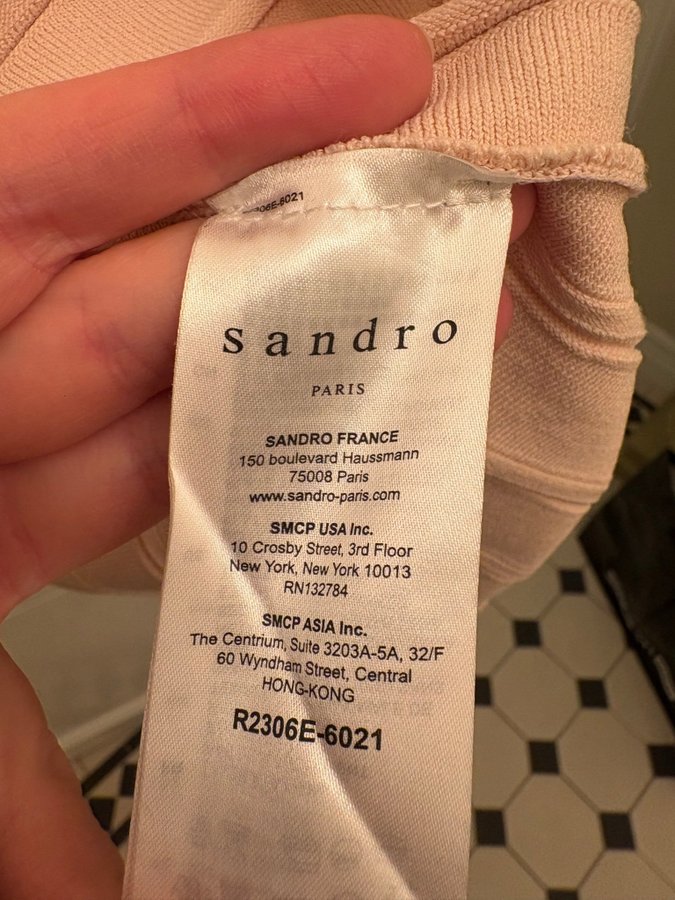 306E-6021
sandro
PARIS
SANDRO FRANCE
150 boulevard Haussmann
75008 Paris
www.sandro-paris.com
SMCP USA Inc.
10 Crosby Street, 3rd Floor
New York, New York 10013
RN132784
SMCP ASIA Inc.
The Centrium, Suite 3203A-5A, 32/F
60 Wyndham Street, Central
HONG-KONG
R2306E-6021